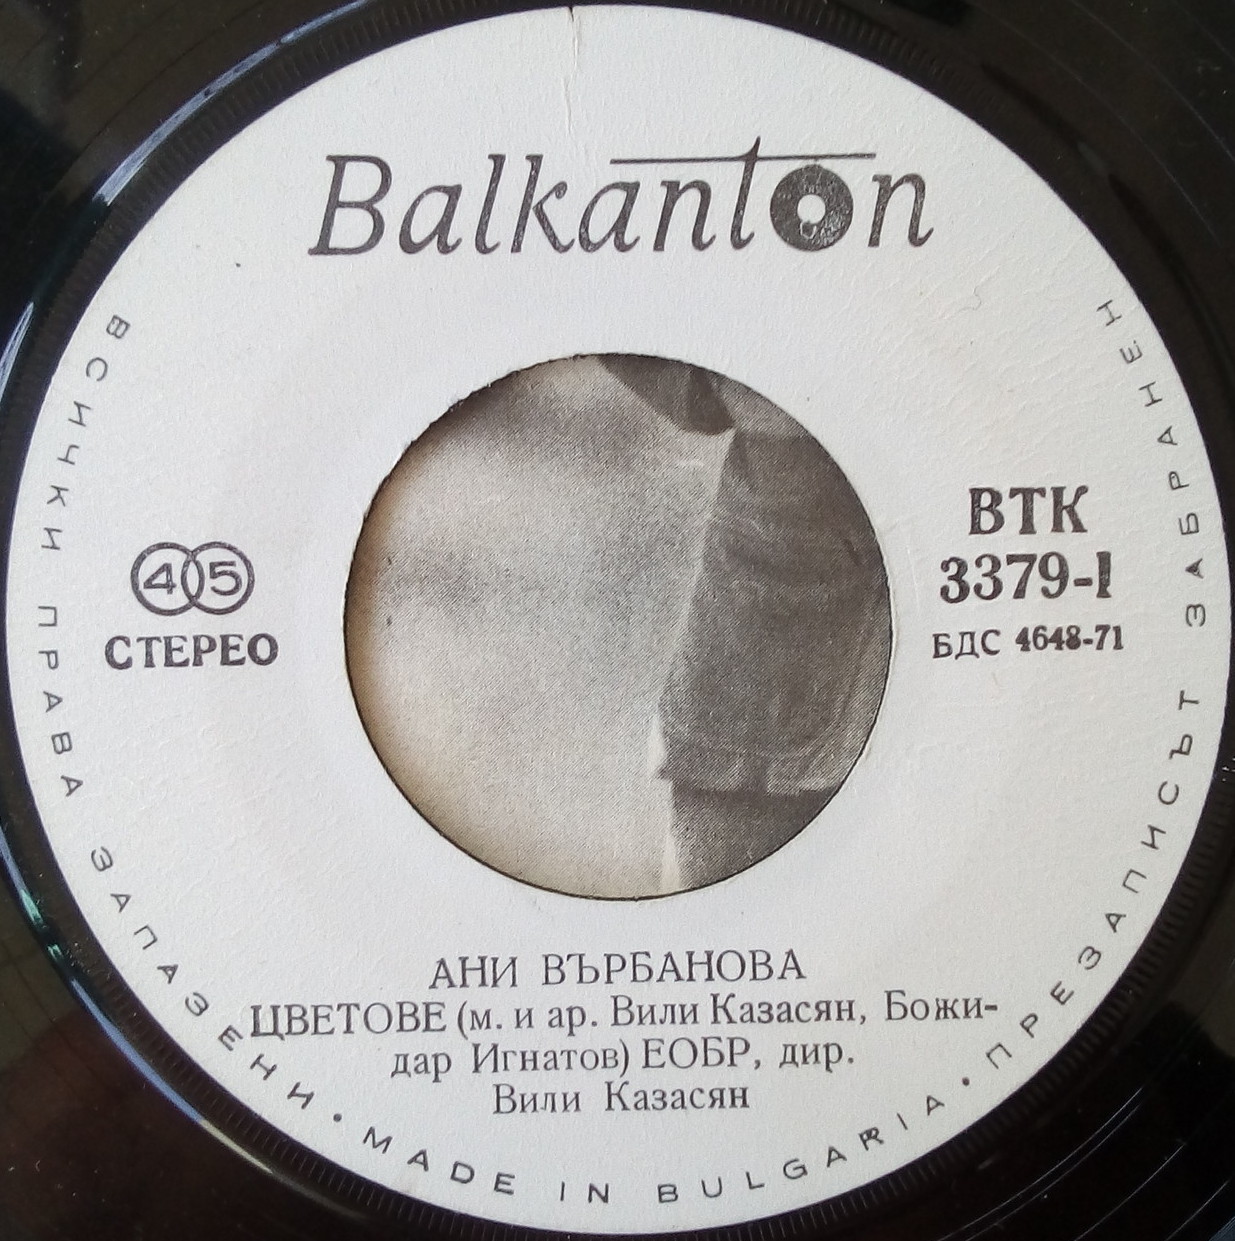 Balkanton
ВСИЧКИ ПРАВА ЗАПАЗЕНИ • MADE IN BULGARIA • ПРЕЗАПИСЪТ ЗАБРАНЕН
45
СТЕРЕО
ВТК
3379-I
БДС 4648-71
АНИ ВЪРБАНОВА
ЦВЕТОВЕ (м. и ар. Вили Казасян, Божи-
дар Игнатов) ЕОБР, дир.
Вили Казасян